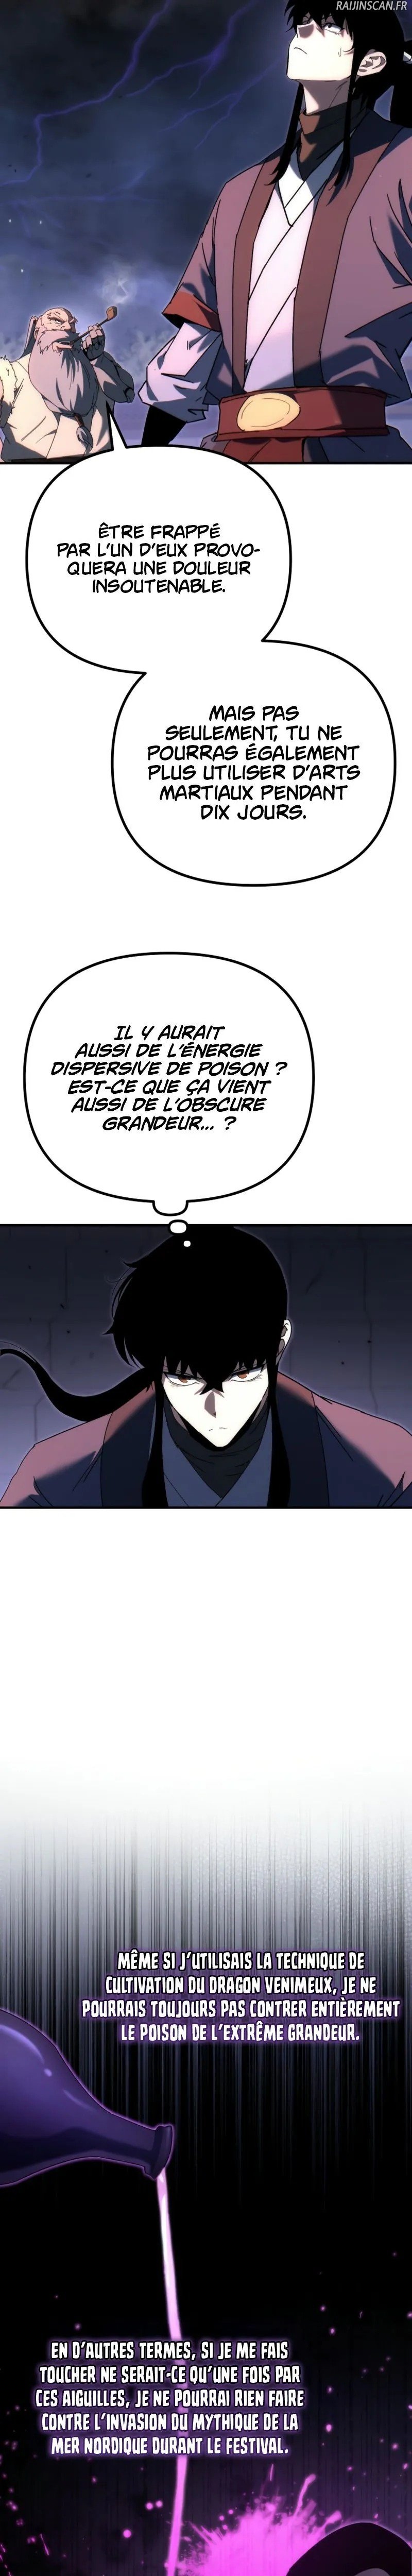 RAIJINSCAN.FR
ÊTRE FRAPPÉ
PAR L'UN D'EUX PROVO-
QUERA UNE DOULEUR
INSOUTENABLE.
MAIS PAS
SEULEMENT, TU NE
POURRAS ÉGALEMENT
PLUS UTILISER D'ARTS
MARTIAUX PENDANT
DIX JOURS.
IL Y AURAIT
AUSSI DE L'ÉNERGIE
DISPERSIVE DE POISON ?
EST-CE QUE ÇA VIENT
AUSSI DE L'OBSCURE
GRANDEUR... ?
MÊME SI J'UTILISAIS LA TECHNIQUE DE
CULTIVATION DU DRAGON VENIMEUX, JE NE
POURRAIS TOUJOURS PAS CONTRER ENTIÈREMENT
LE POISON DE L'EXTRÊME GRANDEUR.
EN D'AUTRES TERMES, SI JE ME FAIS
TOUCHER NE SERAIT-CE QU'UNE FOIS PAR
CES AIGUILLES, JE NE POURRAI RIEN FAIRE
CONTRE L'INVASION DU MYTHIQUE DE LA
MER NORDIQUE DURANT LE FESTIVAL.